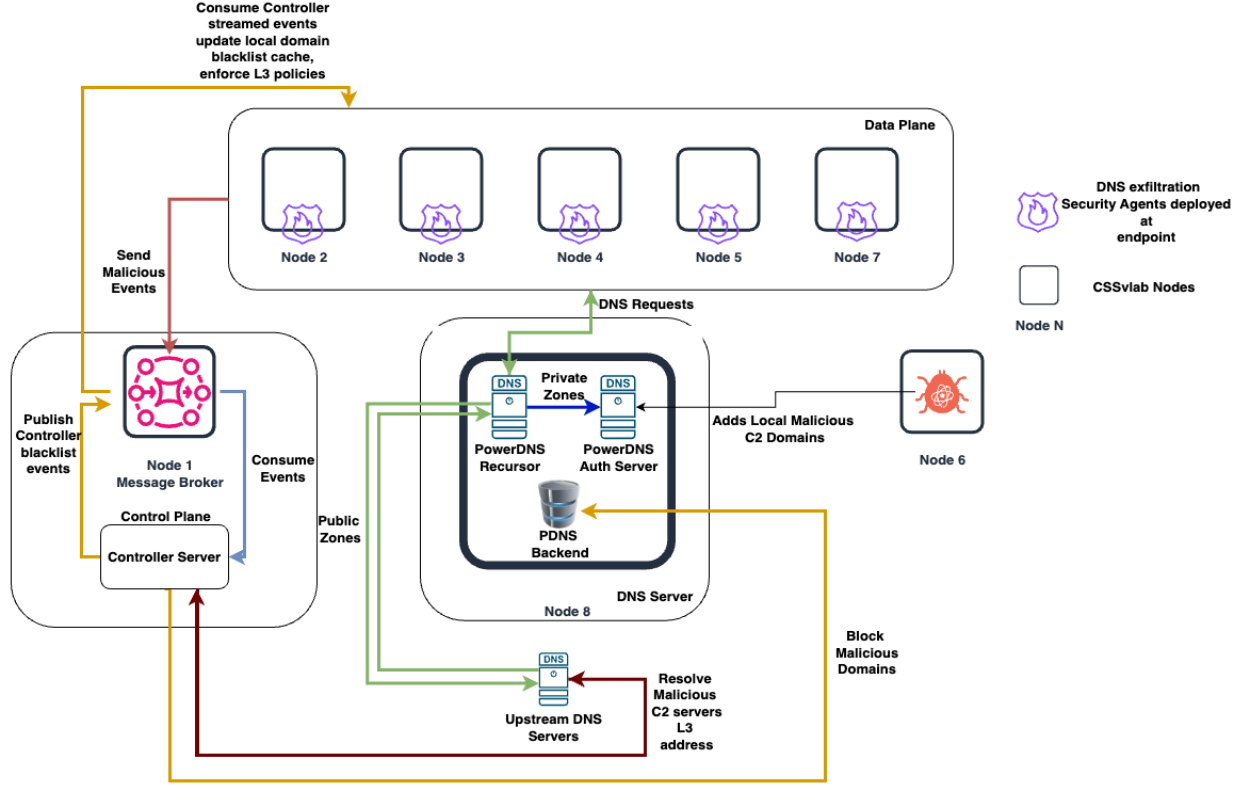 Consume Controller
streamed events
update local domain
blacklist cache,
enforce L3 policies
Data Plane
Node 2
Node 3
Node 4
Node 5
Node 7
DNS exfiltration
Security Agents deployed
at
endpoint
CSSvlab Nodes
Node N
Send
Malicious
Events
DNS Requests
DNS
Private
Zones
DNS
PowerDNS
Recursor
PowerDNS
Auth Server
Adds Local Malicious
C2 Domains
Node 6
Publish
Controller
blacklist
events
Node 1
Message Broker
Consume
Events
Control Plane
Controller Server
Public
Zones
PDNS
Backend
DNS Server
Node 8
Block
Malicious
Domains
DNS
Upstream DNS
Servers
Resolve
Malicious
C2 servers
L3
address